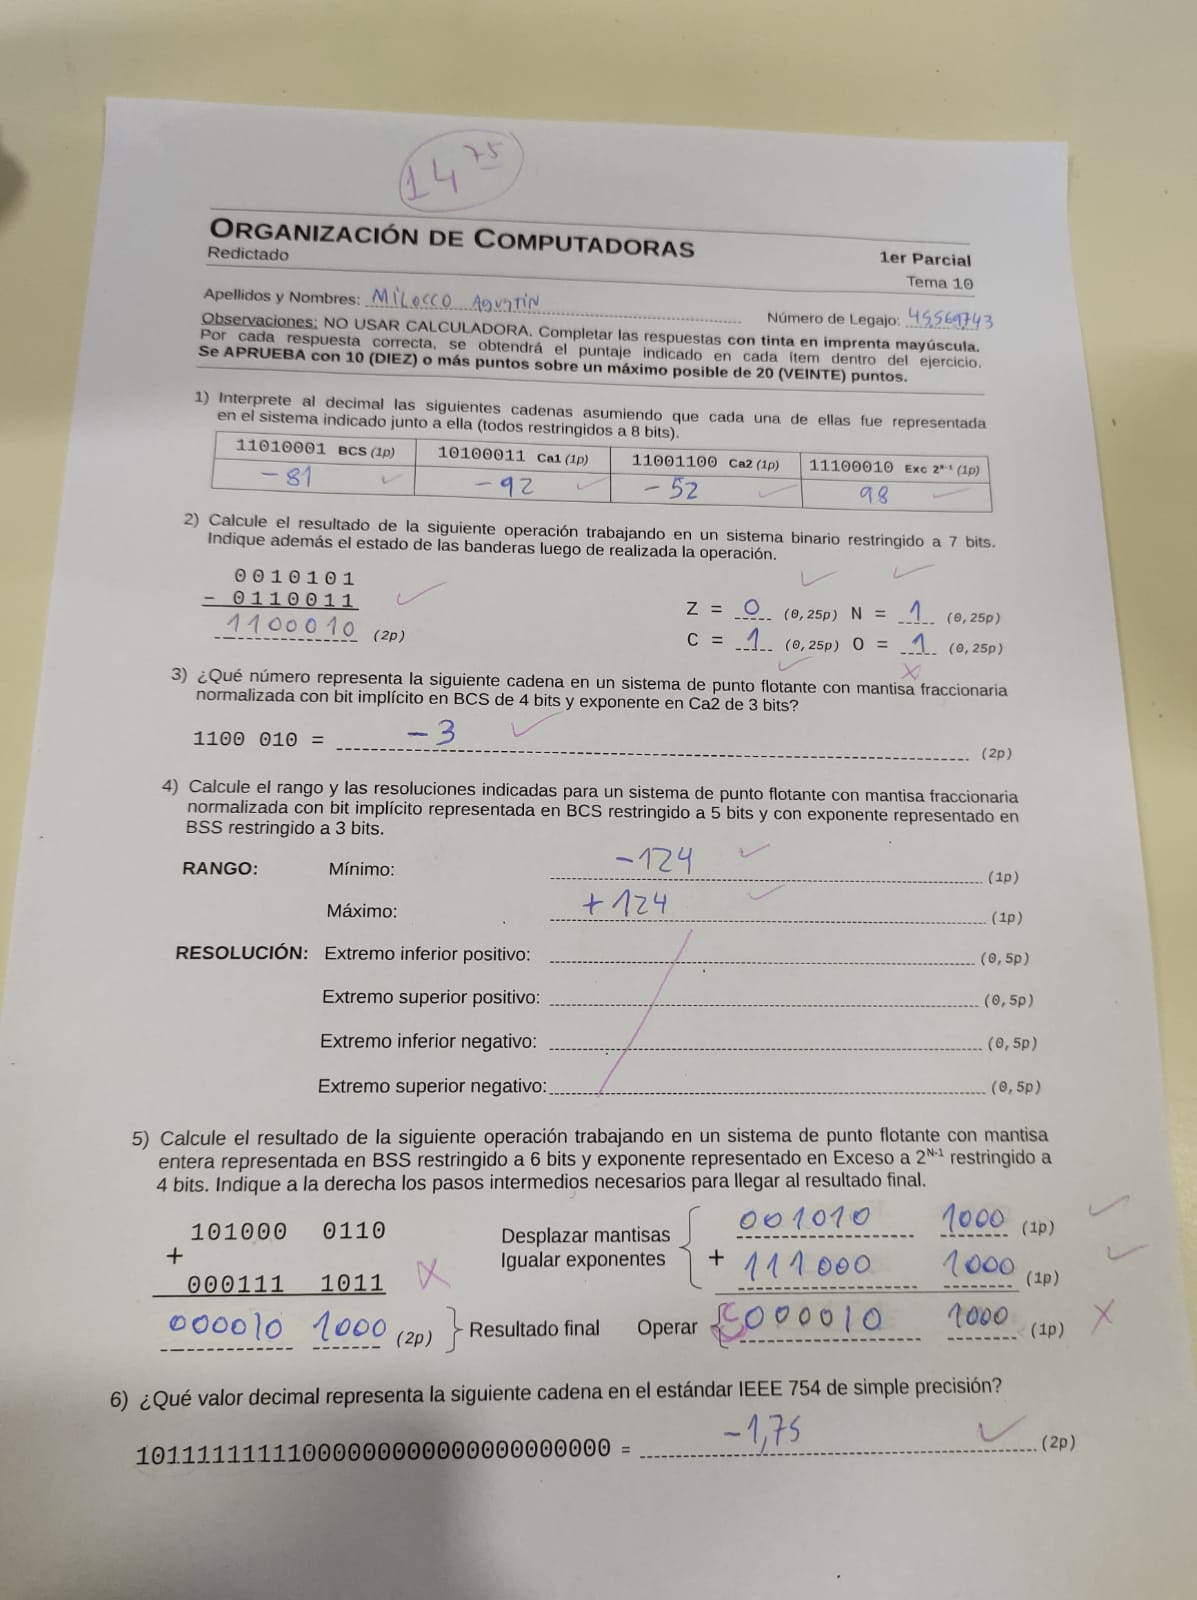 14 75
ORGANIZACIÓN DE COMPUTADORAS
Redictado
1er Parcial
Tema 10
Apellidos y Nombres: MILOCCO AGUSTÍN
Número de Legajo: 45569743
Observaciones: NO USAR CALCULADORA. Completar las respuestas con tinta en imprenta mayúscula.
Por cada respuesta correcta, se obtendrá el puntaje indicado en cada ítem dentro del ejercicio.
Se APRUEBA con 10 (DIEZ) o más puntos sobre un máximo posible de 20 (VEINTE) puntos.
1) Interprete al decimal las siguientes cadenas asumiendo que cada una de ellas fue representada
en el sistema indicado junto a ella (todos restringidos a 8 bits).
11010001 BCS (1p) 10100011 Ca1 (1p) 11001100 Ca2 (1p) 11100010 Exc 2ⁿ⁻¹ (1p)
-81 -92 -52 98
2) Calcule el resultado de la siguiente operación trabajando en un sistema binario restringido a 7 bits.
Indique además el estado de las banderas luego de realizada la operación.
0010101
- 0110011
1100010 (2p)
Z = 0 (0,25p) N = 1 (0,25p)
C = 1 (0,25p) O = 1 (0,25p)
3) ¿Qué número representa la siguiente cadena en un sistema de punto flotante con mantisa fraccionaria
normalizada con bit implícito en BCS de 4 bits y exponente en Ca2 de 3 bits?
1100 010 = -3 (2p)
4) Calcule el rango y las resoluciones indicadas para un sistema de punto flotante con mantisa fraccionaria
normalizada con bit implícito representada en BCS restringido a 5 bits y con exponente representado en
BSS restringido a 3 bits.
RANGO: Mínimo: -124 (1p)
Máximo: +124 (1p)
RESOLUCIÓN: Extremo inferior positivo: (0,5p)
Extremo superior positivo: (0,5p)
Extremo inferior negativo: (0,5p)
Extremo superior negativo: (0,5p)
5) Calcule el resultado de la siguiente operación trabajando en un sistema de punto flotante con mantisa
entera representada en BSS restringido a 6 bits y exponente representado en Exceso a 2ᴺ⁻¹ restringido a
4 bits. Indique a la derecha los pasos intermedios necesarios para llegar al resultado final.
101000 0110
+
000111 1011
000010 1000 (2p) } Resultado final
Desplazar mantisas
Igualar exponentes
{ 001010 1000 (1p)
+ 111000 1000 (1p)
Operar { 000010 1000 (1p)
6) ¿Qué valor decimal representa la siguiente cadena en el estándar IEEE 754 de simple precisión?
10111111111000000000000000000000 = -1,75 (2p)